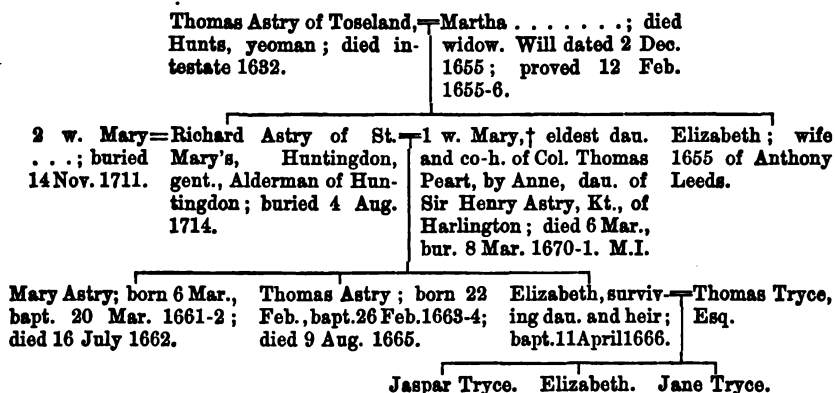 Thomas Astry of Toseland,
Hunts, yeoman ; died in-
testate 1632.
Martha . . . . . . . ; died
widow. Will dated 2 Dec.
1655 ; proved 12 Feb.
1655-6.
2 w. Mary
. . . ; buried
14 Nov. 1711.
Richard Astry of St.
Mary's, Huntingdon,
gent., Alderman of Hun-
tingdon ; buried 4 Aug.
1714.
1 w. Mary,† eldest dau.
and co-h. of Col. Thomas
Peart, by Anne, dau. of
Sir Henry Astry, Kt., of
Harlington ; died 6 Mar.,
bur. 8 Mar. 1670-1. M.I.
Elizabeth ; wife
1655 of Anthony
Leeds.
Mary Astry; born 6 Mar.,
bapt. 20 Mar. 1661-2 ;
died 16 July 1662.
Thomas Astry ; born 22
Feb., bapt. 26 Feb. 1663-4;
died 9 Aug. 1665.
Elizabeth, surviv-
ing dau. and heir;
bapt. 11 April 1666.
Thomas Tryce,
Esq.
Jaspar Tryce. Elizabeth. Jane Tryce.